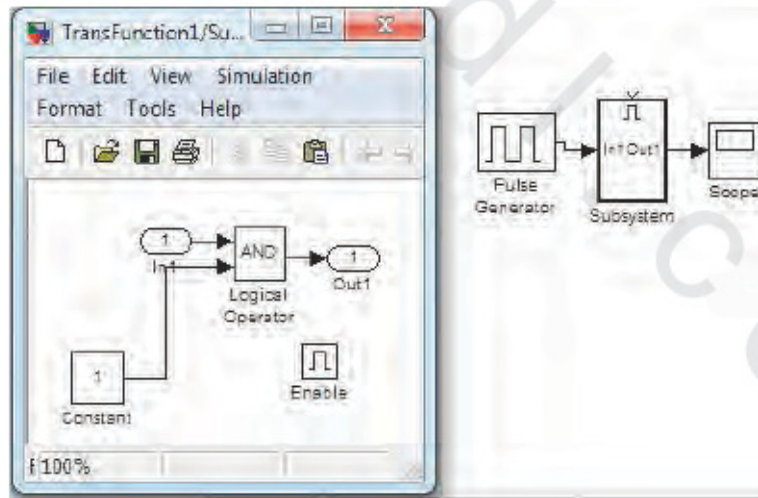 TransFunction1/Su...
File Edit View Simulation
Format Tools Help
1
In1
AND
Logical
Operator
1
Out1
1
Constant
Enable
100%
Pulse
Generator
In1 Out1
Subsystem
Scope